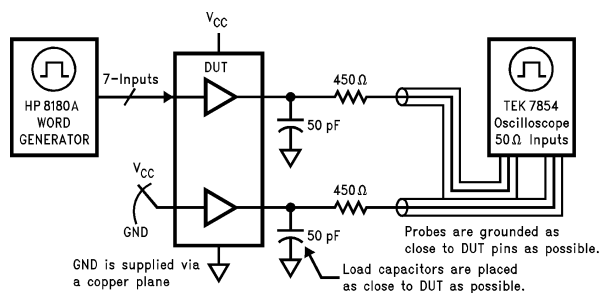 V_CC
HP 8180A
WORD
GENERATOR
7-Inputs
DUT
450Ω
50 pF
TEK 7854
Oscilloscope
50Ω Inputs
V_CC
GND
450Ω
50 pF
Probes are grounded as
close to DUT pins as possible.
GND is supplied via
a copper plane
Load capacitors are placed
as close to DUT as possible.